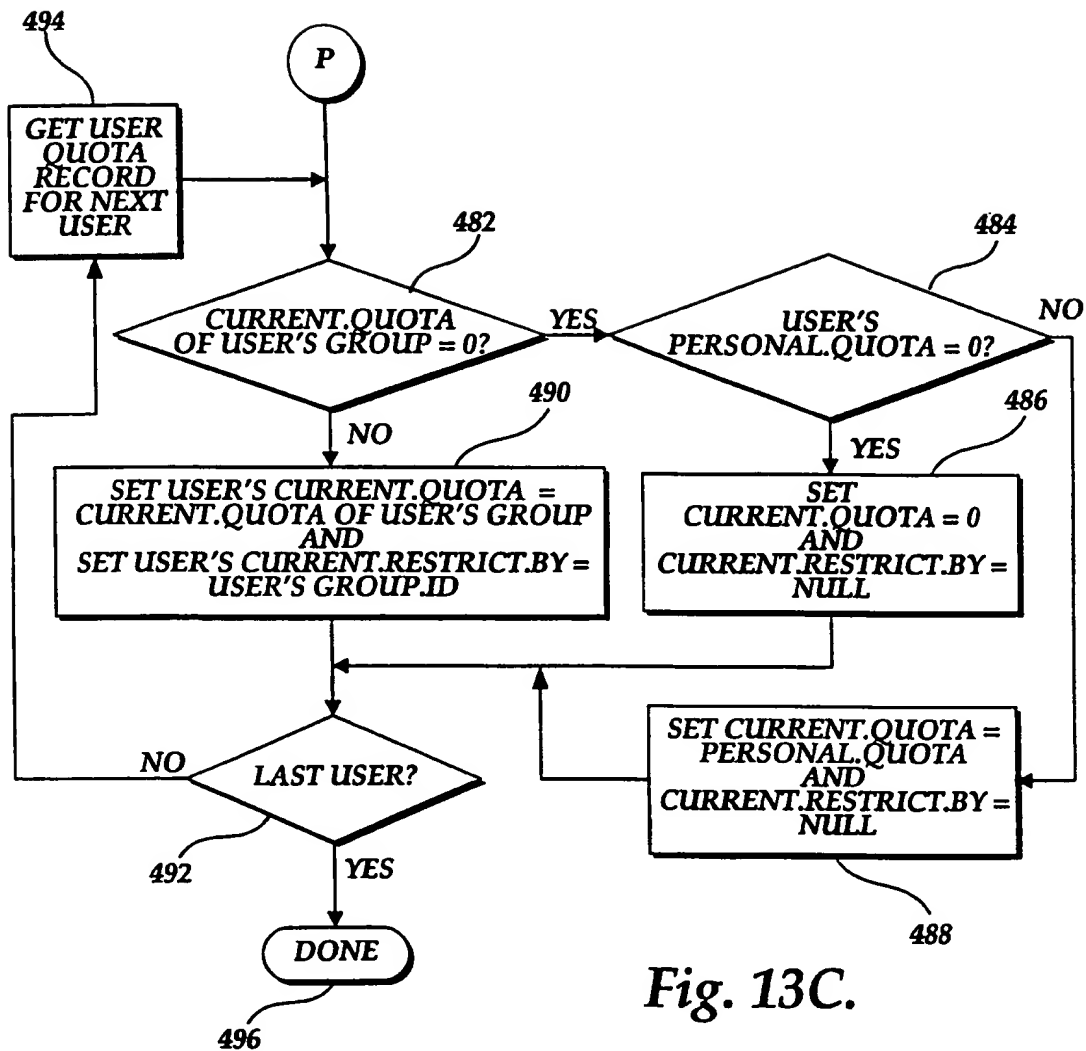 494
P
GET USER
QUOTA
RECORD
FOR NEXT
USER
482
484
CURRENT.QUOTA
OF USER'S GROUP = 0?
YES
USER'S
PERSONAL.QUOTA = 0?
NO
490
486
NO
YES
SET USER'S CURRENT.QUOTA =
CURRENT.QUOTA OF USER'S GROUP
AND
SET USER'S CURRENT.RESTRICT.BY =
USER'S GROUP.ID
SET
CURRENT.QUOTA = 0
AND
CURRENT.RESTRICT.BY =
NULL
SET CURRENT.QUOTA =
PERSONAL.QUOTA
AND
CURRENT.RESTRICT.BY =
NULL
NO
LAST USER?
492
YES
488
DONE
496
Fig. 13C.